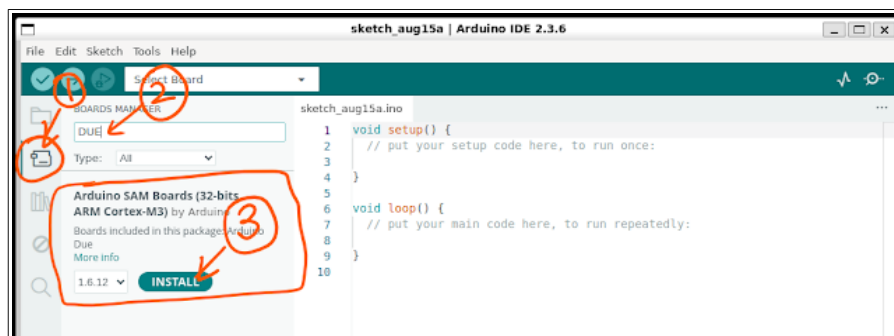 sketch_aug15a | Arduino IDE 2.3.6
File Edit Sketch Tools Help
Select Board
1
2
BOARDS MANAGER
DUE
Type: All
Arduino SAM Boards (32-bits
ARM Cortex-M3) by Arduino
3
Boards included in this package: Arduino
Due
More info
1.6.12 INSTALL
sketch_aug15a.ino
...
1 void setup() {
2 // put your setup code here, to run once:
3
4 }
5
6 void loop() {
7 // put your main code here, to run repeatedly:
8
9 }
10